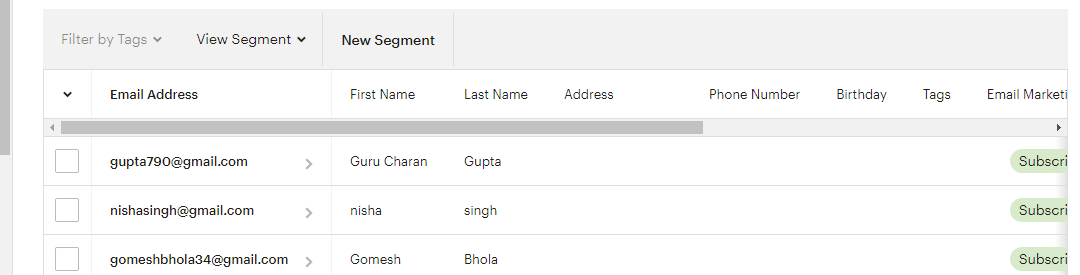 Filter by Tags View Segment New Segment
Email Address First Name Last Name Address Phone Number Birthday Tags Email Marketi
gupta790@gmail.com Guru Charan Gupta Subscri
nishasingh@gmail.com nisha singh Subscri
gomeshbhola34@gmail.com Gomesh Bhola Subscri